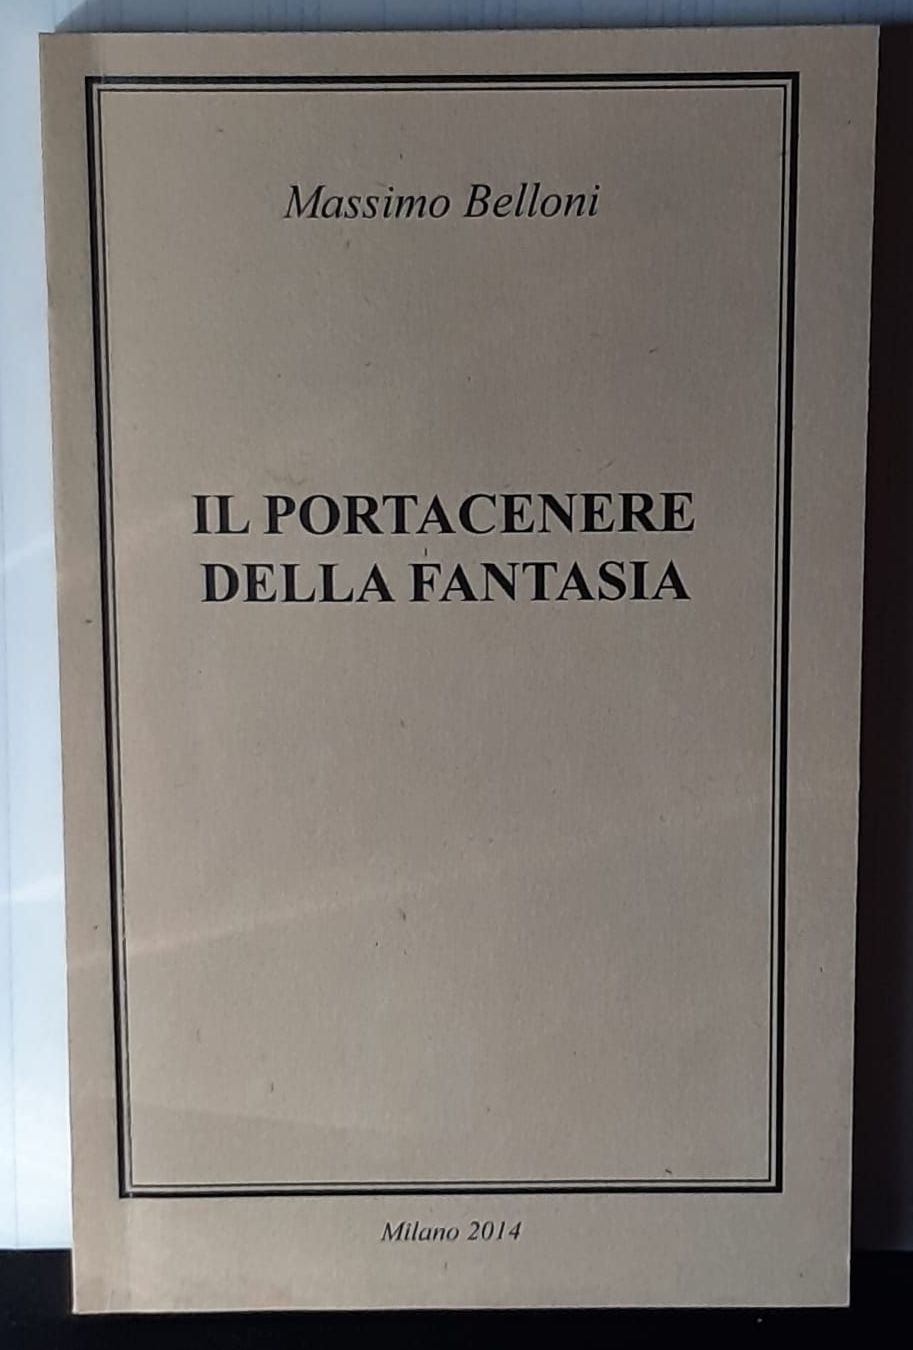 Massimo Belloni
IL PORTACENERE
DELLA FANTASIA
Milano 2014